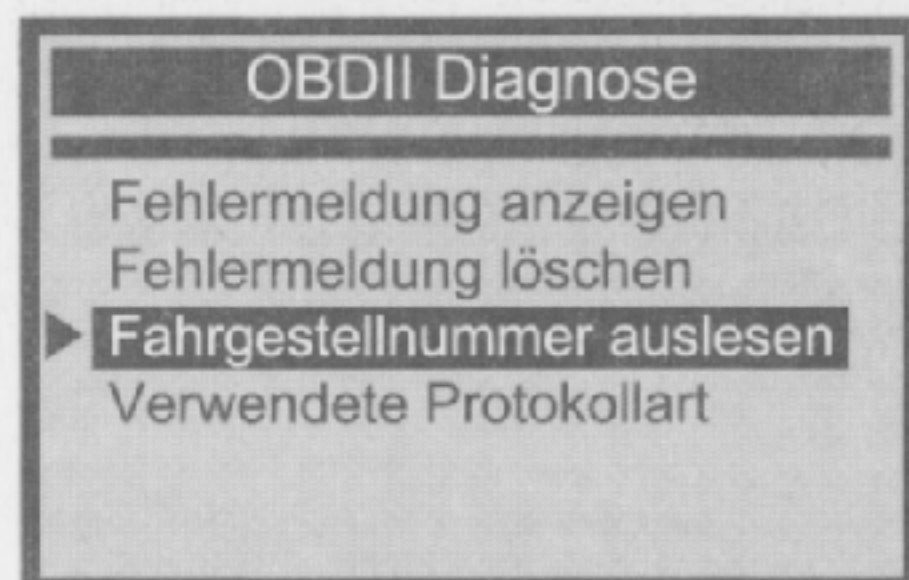 OBDII Diagnose
Fehlermeldung anzeigen
Fehlermeldung löschen
Fahrgestellnummer auslesen
Verwendete Protokollart